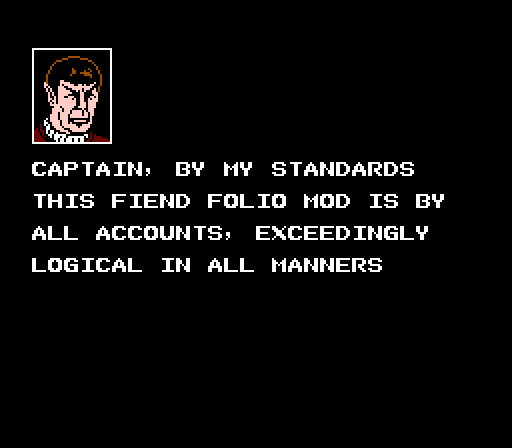 CAPTAIN, BY MY STANDARDS
THIS FIEND FOLIO MOD IS BY
ALL ACCOUNTS, EXCEEDINGLY
LOGICAL IN ALL MANNERS